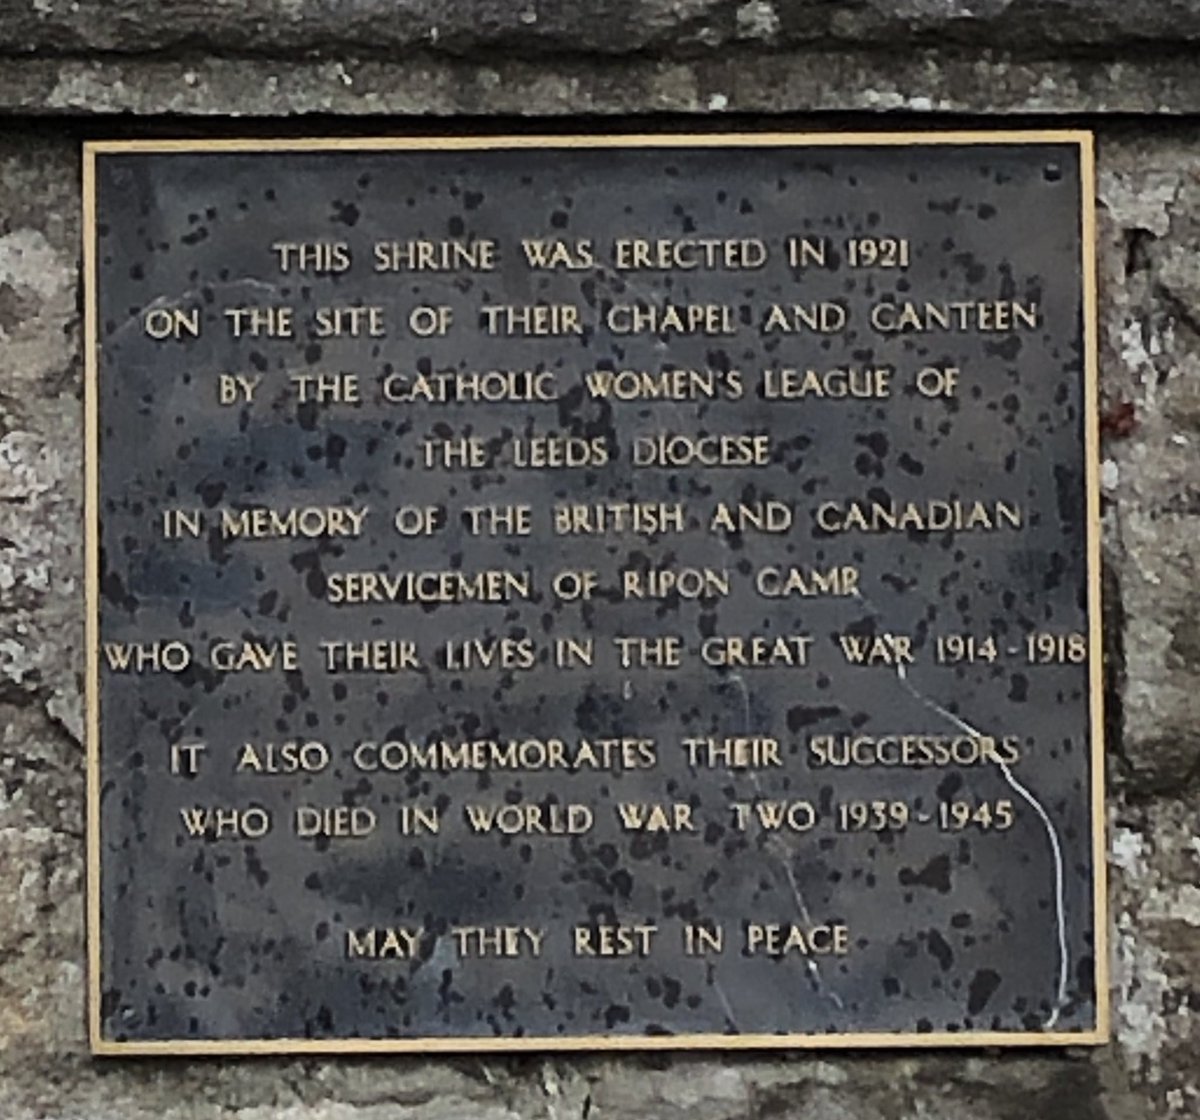 THIS SHRINE WAS ERECTED IN 1921
ON THE SITE OF THEIR CHAPEL AND CANTEEN
BY THE CATHOLIC WOMEN'S LEAGUE OF
THE LEEDS DIOCESE
IN MEMORY OF THE BRITISH AND CANADIAN
SERVICEMEN OF RIPON CAMP
WHO GAVE THEIR LIVES IN THE GREAT WAR 1914-1918
IT ALSO COMMEMORATES THEIR SUCCESSORS
WHO DIED IN WORLD WAR TWO 1939-1945
MAY THEY REST IN PEACE